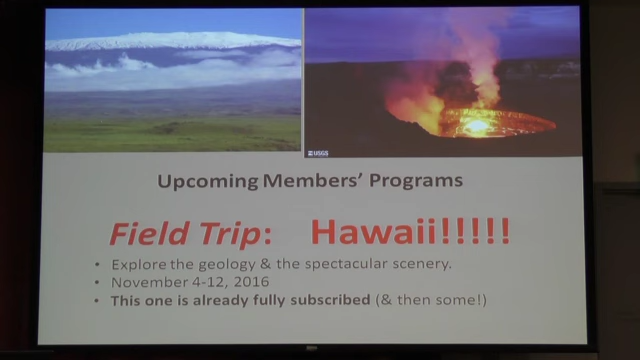 USGS
Upcoming Members' Programs
Field Trip: Hawaii!!!!!
• Explore the geology & the spectacular scenery.
• November 4-12, 2016
• This one is already fully subscribed (& then some!)